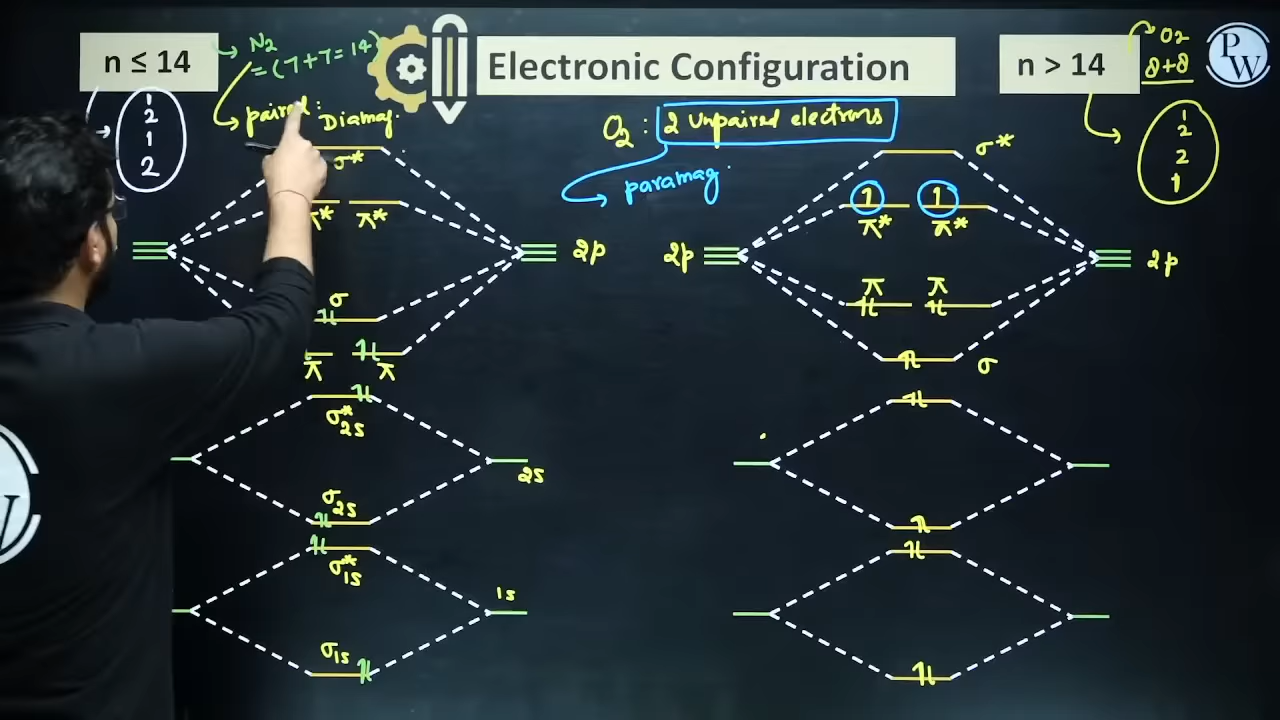 n ≤ 14
N2
=(7+7=14)
paired: Diamag.
1
2
1
2
Electronic Configuration
n > 14
O2
8+8
PW
1
2
2
1
O2 : 2 Unpaired electrons
paramag.
σ*
π* π*
2p
σ
π π
σ*2s
σ2s
2s
σ*1s
σ1s
1s
σ*
1 1
π* π*
2p
2p
π π
σ
W